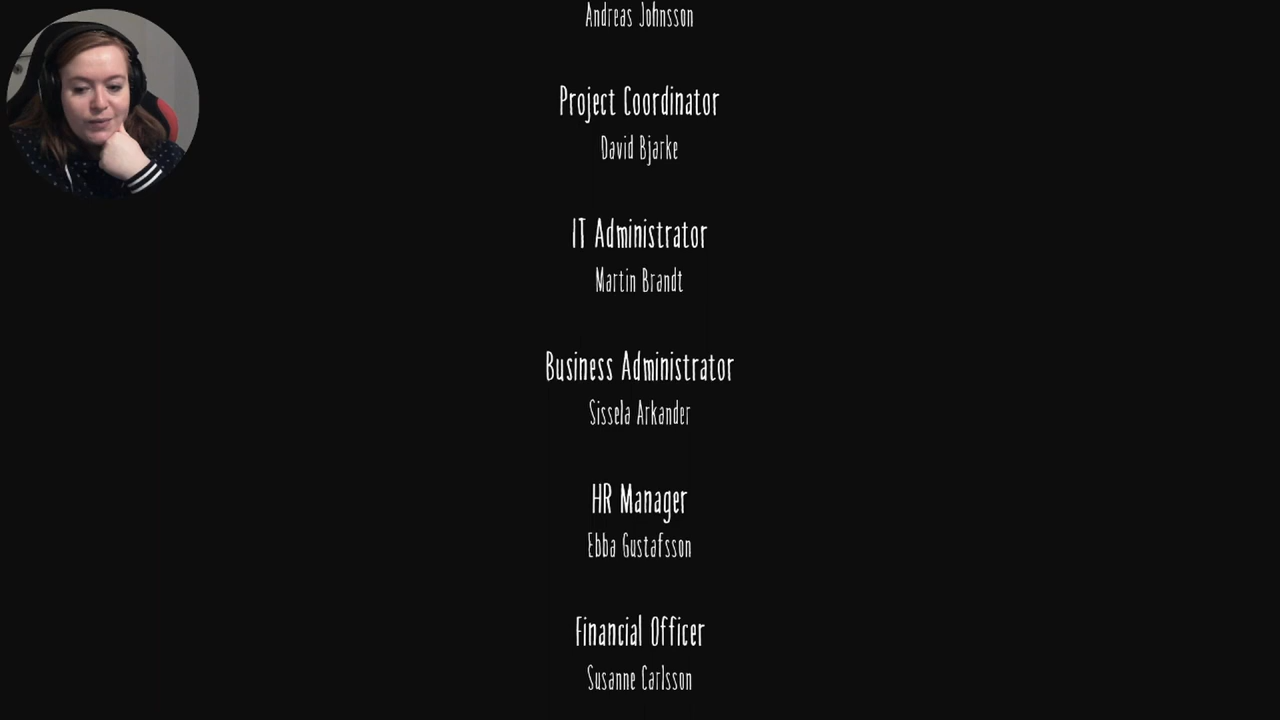 Andreas Johnsson
Project Coordinator
David Bjarke
IT Administrator
Martin Brandt
Business Administrator
Sissela Arkander
HR Manager
Ebba Gustafsson
Financial Officer
Susanne Carlsson